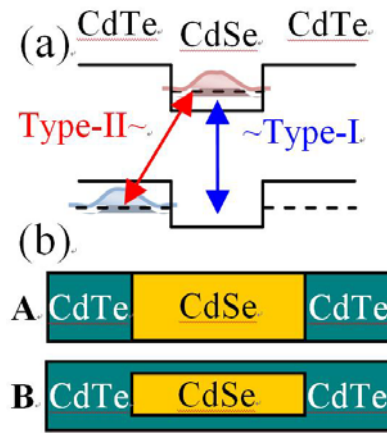 CdTe CdSe CdTe
(a)
Type-II~ ~Type-I
(b)
A CdTe CdSe CdTe
B CdTe CdSe CdTe